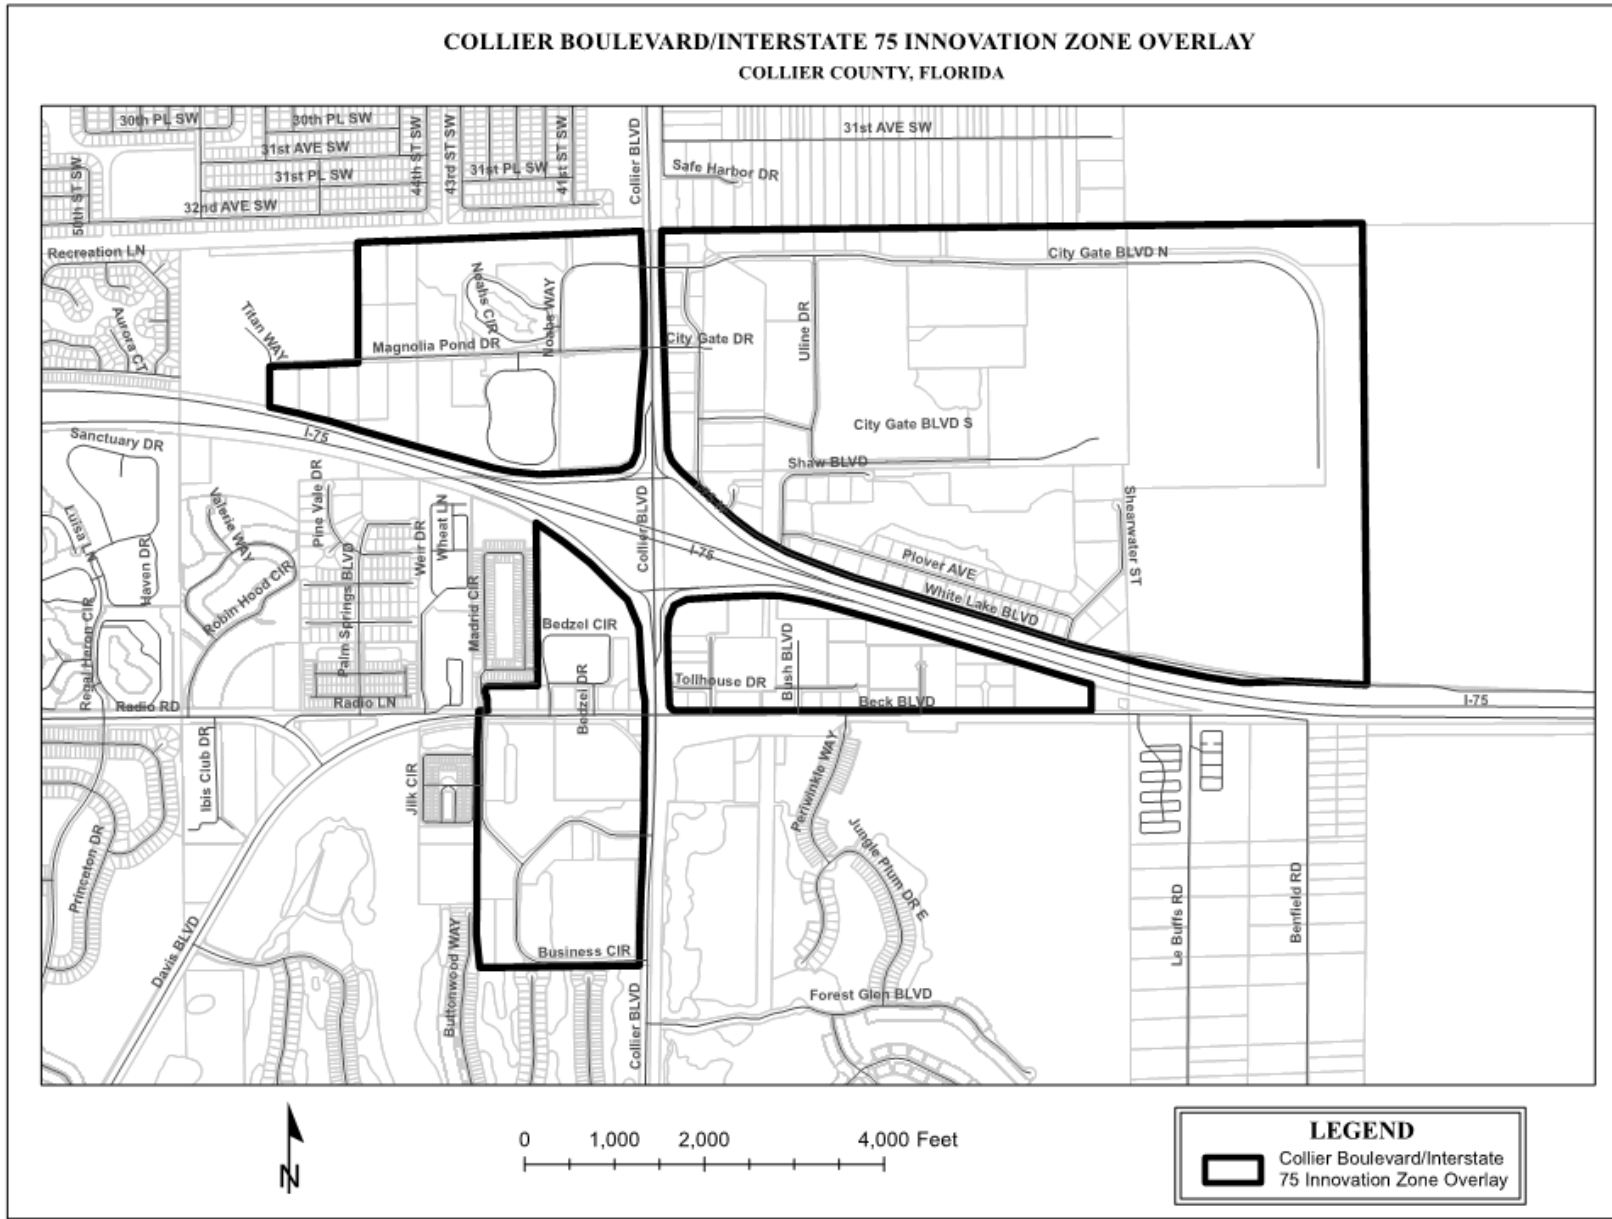 COLLIER BOULEVARD/INTERSTATE 75 INNOVATION ZONE OVERLAY
COLLIER COUNTY, FLORIDA
30th PL SW
30th PL SW
31st AVE SW
31st PL SW
32nd AVE SW
50th ST SW
44th ST SW
43rd ST SW
31st PL SW
41st ST SW
Collier BLVD
31st AVE SW
Safe Harbor DR
Recreation LN
Aurora CT
Titan WAY
Noahs CIR
Noahs WAY
Magnolia Pond DR
City Gate BLVD N
City Gate DR
Uline DR
City Gate BLVD S
Shaw BLVD
I-75
Sanctuary DR
Luisa LN
Haven DR
Valerie WAY
Robin Hood CIR
Pine Vale DR
Palm Springs BLVD
Weir DR
Wheat LN
Madrid CIR
Collier BLVD
I-75
Plover AVE
White Lake BLVD
Shearwater ST
Regal Heron CIR
Bedzel CIR
Bedzel DR
Tollhouse DR
Bush BLVD
Beck BLVD
Radio RD
Radio LN
I-75
Ibis Club DR
Jilk CIR
Princeton DR
Davis BLVD
Buttonwood WAY
Business CIR
Collier BLVD
Periwinkle WAY
Jungle Plum DR E
Forest Glen BLVD
Le Buffs RD
Benfield RD
N
0 1,000 2,000 4,000 Feet
LEGEND
Collier Boulevard/Interstate
75 Innovation Zone Overlay